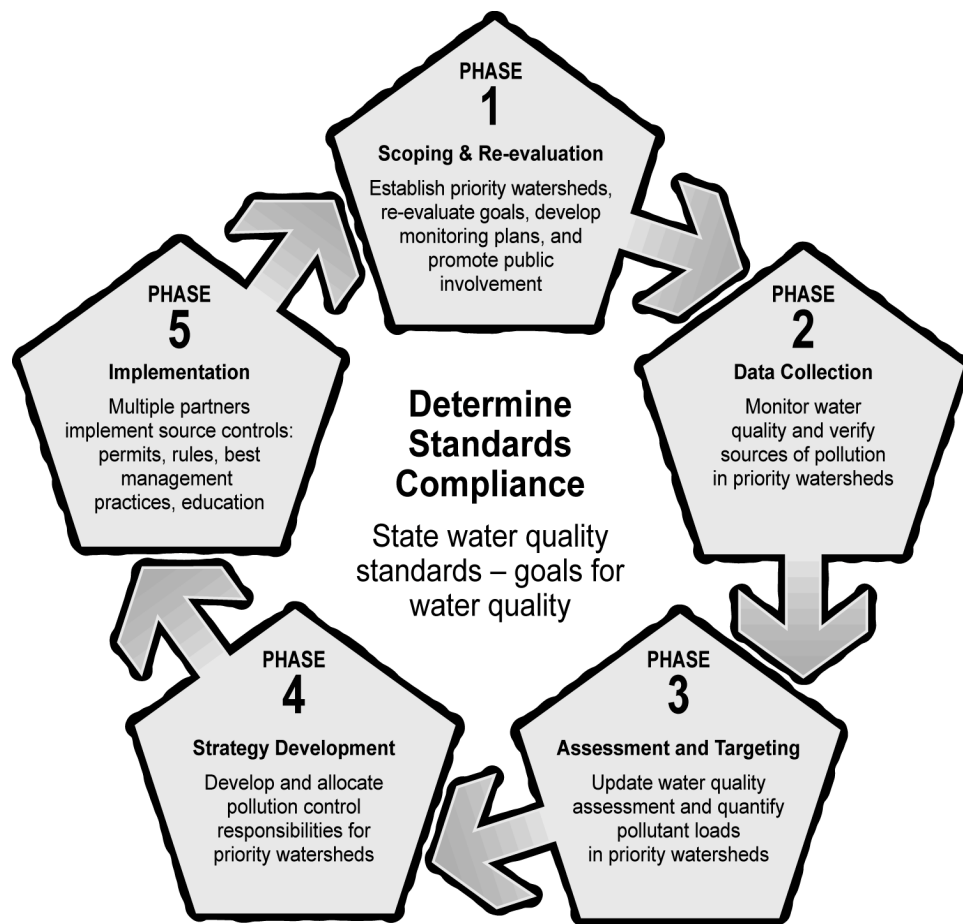 PHASE
1
Scoping & Re-evaluation
Establish priority watersheds,
re-evaluate goals, develop
monitoring plans, and
promote public
involvement
PHASE
2
Data Collection
Monitor water
quality and verify
sources of pollution
in priority watersheds
PHASE
3
Assessment and Targeting
Update water quality
assessment and quantify
pollutant loads
in priority watersheds
PHASE
4
Strategy Development
Develop and allocate
pollution control
responsibilities for
priority watersheds
PHASE
5
Implementation
Multiple partners
implement source controls:
permits, rules, best
management
practices, education
Determine
Standards
Compliance
State water quality
standards – goals for
water quality